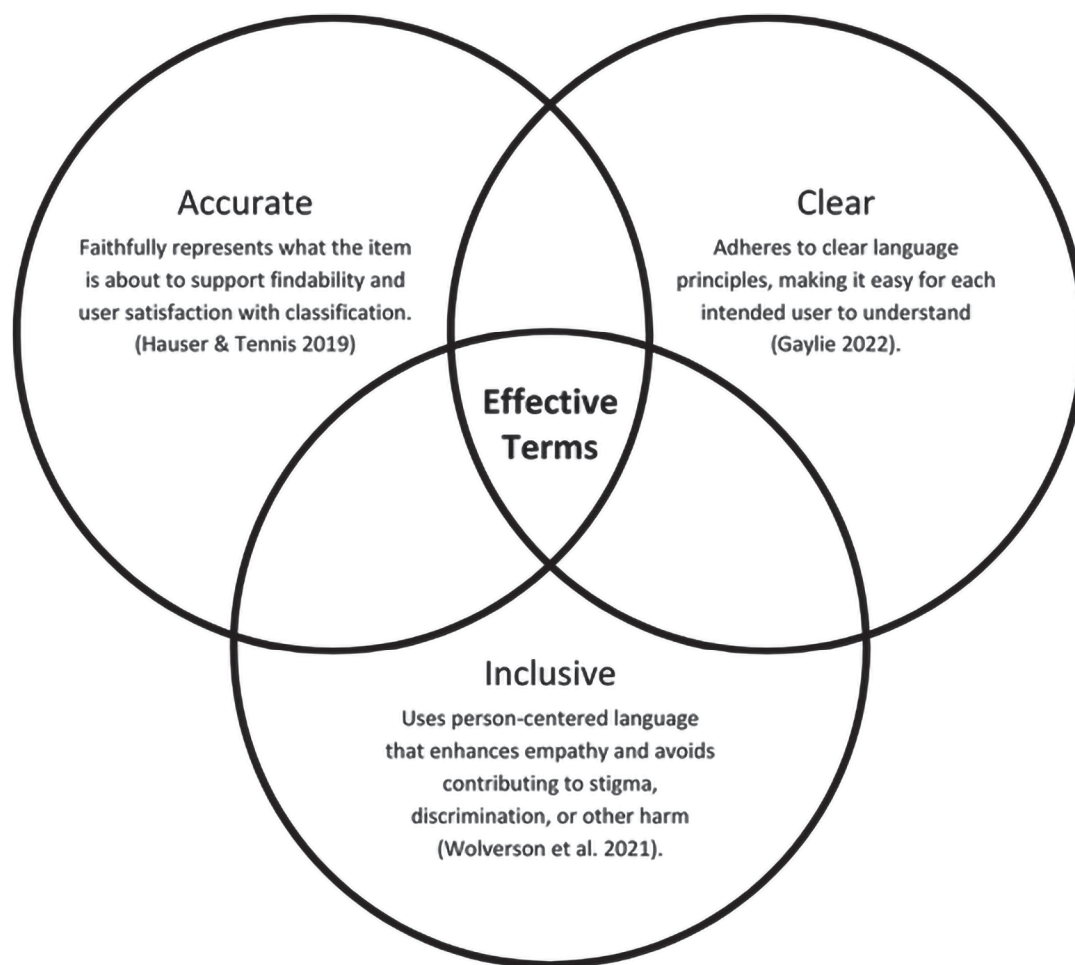 Accurate
Faithfully represents what the item
is about to support findability and
user satisfaction with classification.
(Hauser & Tennis 2019)
Clear
Adheres to clear language
principles, making it easy for each
intended user to understand
(Gaylie 2022).
Effective
Terms
Inclusive
Uses person-centered language
that enhances empathy and avoids
contributing to stigma,
discrimination, or other harm
(Wolverson et al. 2021).